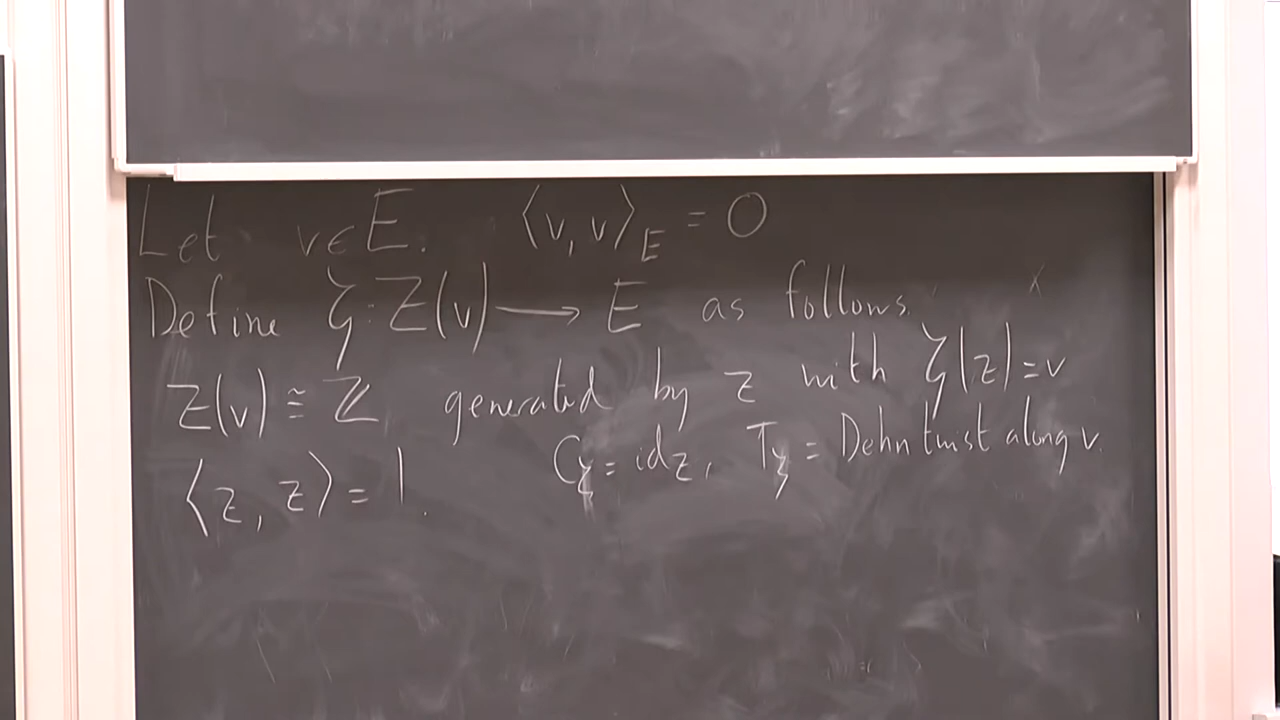 Let v ∈ E. ⟨v, v⟩_E = 0
Define ζ : Z(v) ⟶ E as follows.
Z(v) ≅ ℤ generated by z with ζ(z) = v
⟨z, z⟩ = 1. C_ζ = id_Z, T_ζ = Dehn twist along v.